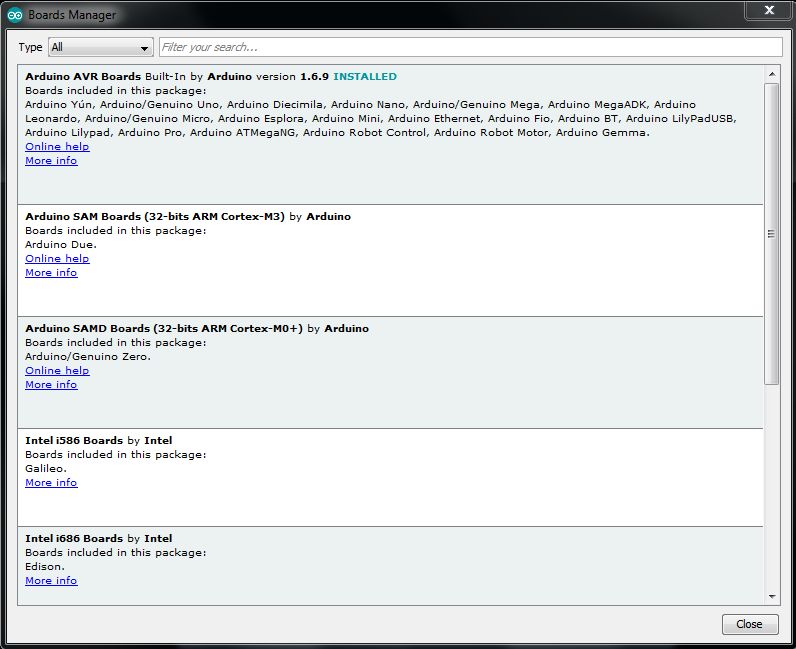 Boards Manager
Type All Filter your search...
Arduino AVR Boards Built-In by Arduino version 1.6.9 INSTALLED
Boards included in this package:
Arduino Yún, Arduino/Genuino Uno, Arduino Diecimila, Arduino Nano, Arduino/Genuino Mega, Arduino MegaADK, Arduino
Leonardo, Arduino/Genuino Micro, Arduino Esplora, Arduino Mini, Arduino Ethernet, Arduino Fio, Arduino BT, Arduino LilyPadUSB,
Arduino Lilypad, Arduino Pro, Arduino ATMegaNG, Arduino Robot Control, Arduino Robot Motor, Arduino Gemma.
Online help
More info
Arduino SAM Boards (32-bits ARM Cortex-M3) by Arduino
Boards included in this package:
Arduino Due.
Online help
More info
Arduino SAMD Boards (32-bits ARM Cortex-M0+) by Arduino
Boards included in this package:
Arduino/Genuino Zero.
Online help
More info
Intel i586 Boards by Intel
Boards included in this package:
Galileo.
More info
Intel i686 Boards by Intel
Boards included in this package:
Edison.
More info
Close